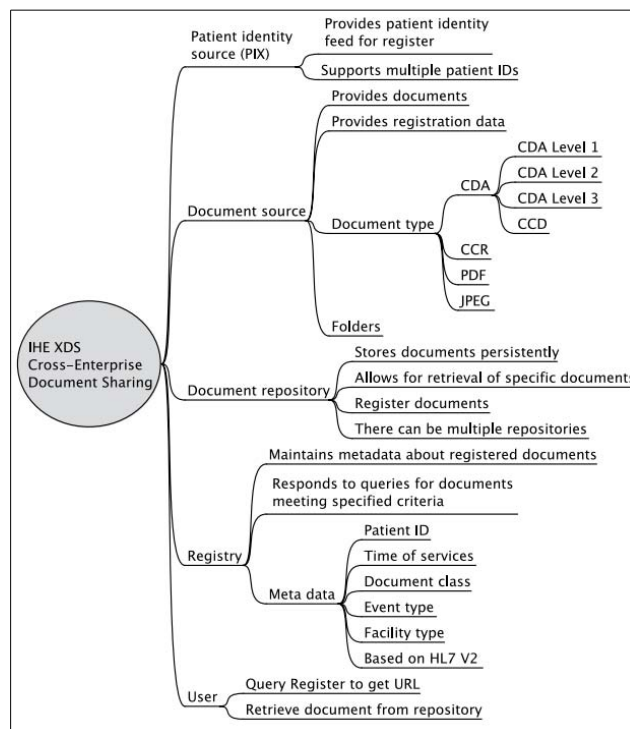 Patient identity
source (PIX)
Provides patient identity
feed for register
Supports multiple patient IDs
Provides documents
Provides registration data
Document source
Document type
CDA
CDA Level 1
CDA Level 2
CDA Level 3
CCD
CCR
PDF
JPEG
Folders
IHE XDS
Cross-Enterprise
Document Sharing
Document repository
Stores documents persistently
Allows for retrieval of specific documents
Register documents
There can be multiple repositories
Registry
Maintains metadata about registered documents
Responds to queries for documents
meeting specified criteria
Meta data
Patient ID
Time of services
Document class
Event type
Facility type
Based on HL7 V2
User
Query Register to get URL
Retrieve document from repository